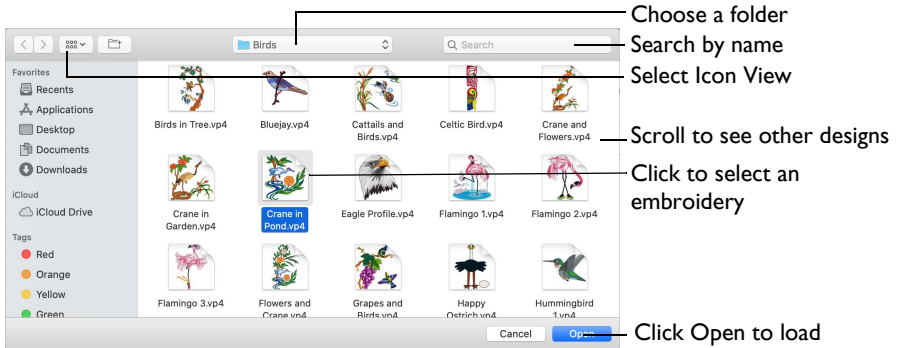 Choose a folder
Birds
Search
Search by name
Select Icon View
Favorites
Recents
Applications
Desktop
Documents
Downloads
iCloud
iCloud Drive
Tags
Red
Orange
Yellow
Green
Birds in Tree.vp4
Bluejay.vp4
Cattails and
Birds.vp4
Celtic Bird.vp4
Crane and
Flowers.vp4
Scroll to see other designs
Click to select an
embroidery
Crane in
Garden.vp4
Crane in
Pond.vp4
Eagle Profile.vp4
Flamingo 1.vp4
Flamingo 2.vp4
Flamingo 3.vp4
Flowers and
Crane.vp4
Grapes and
Birds.vp4
Happy
Ostrich.vp4
Hummingbird
1.vp4
Cancel
Open
Click Open to load